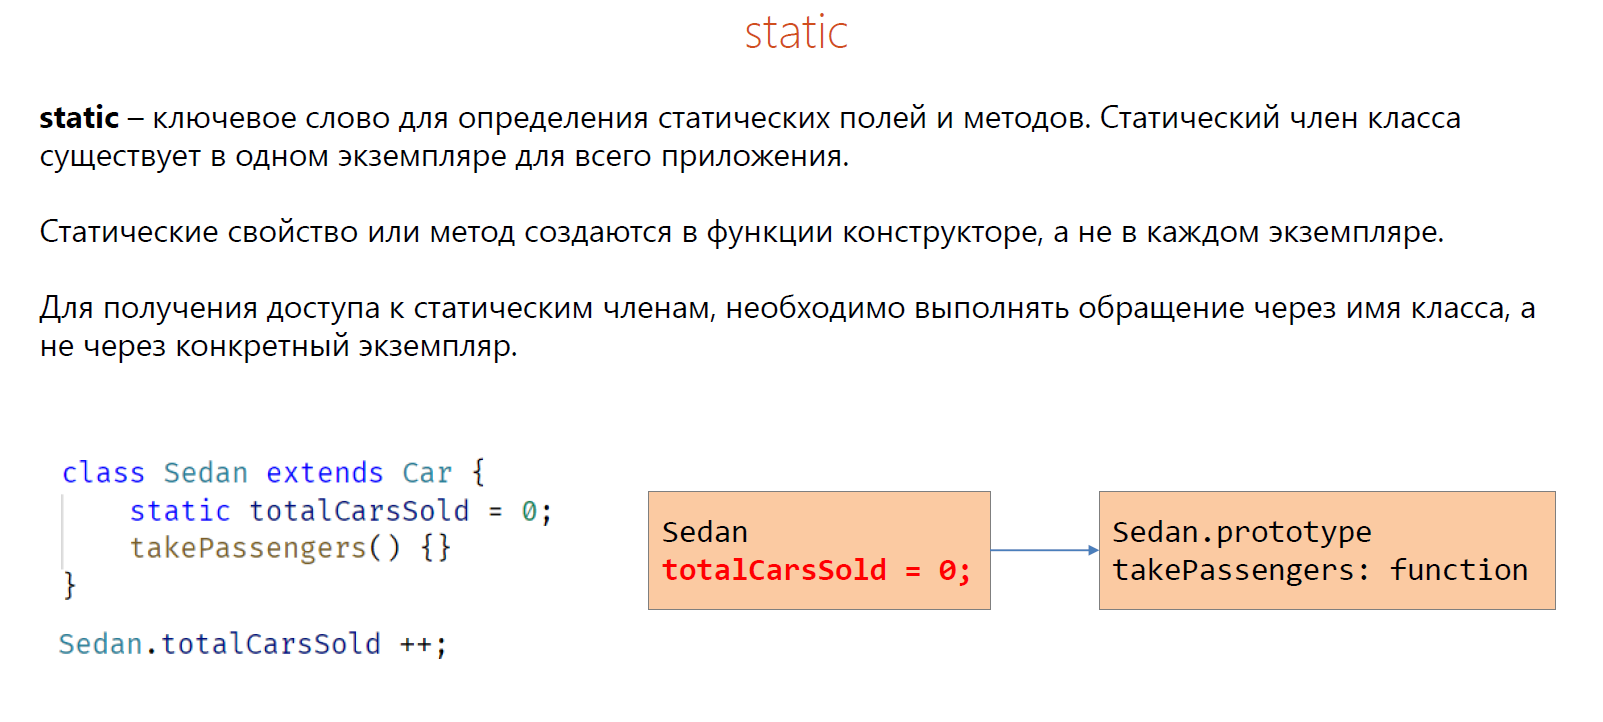 static
static – ключевое слово для определения статических полей и методов. Статический член класса
существует в одном экземпляре для всего приложения.
Статические свойство или метод создаются в функции конструкторе, а не в каждом экземпляре.
Для получения доступа к статическим членам, необходимо выполнять обращение через имя класса, а
не через конкретный экземпляр.
class Sedan extends Car {
    static totalCarsSold = 0;
    takePassengers() {}
}
Sedan.totalCarsSold ++;
Sedan
totalCarsSold = 0;
Sedan.prototype
takePassengers: function